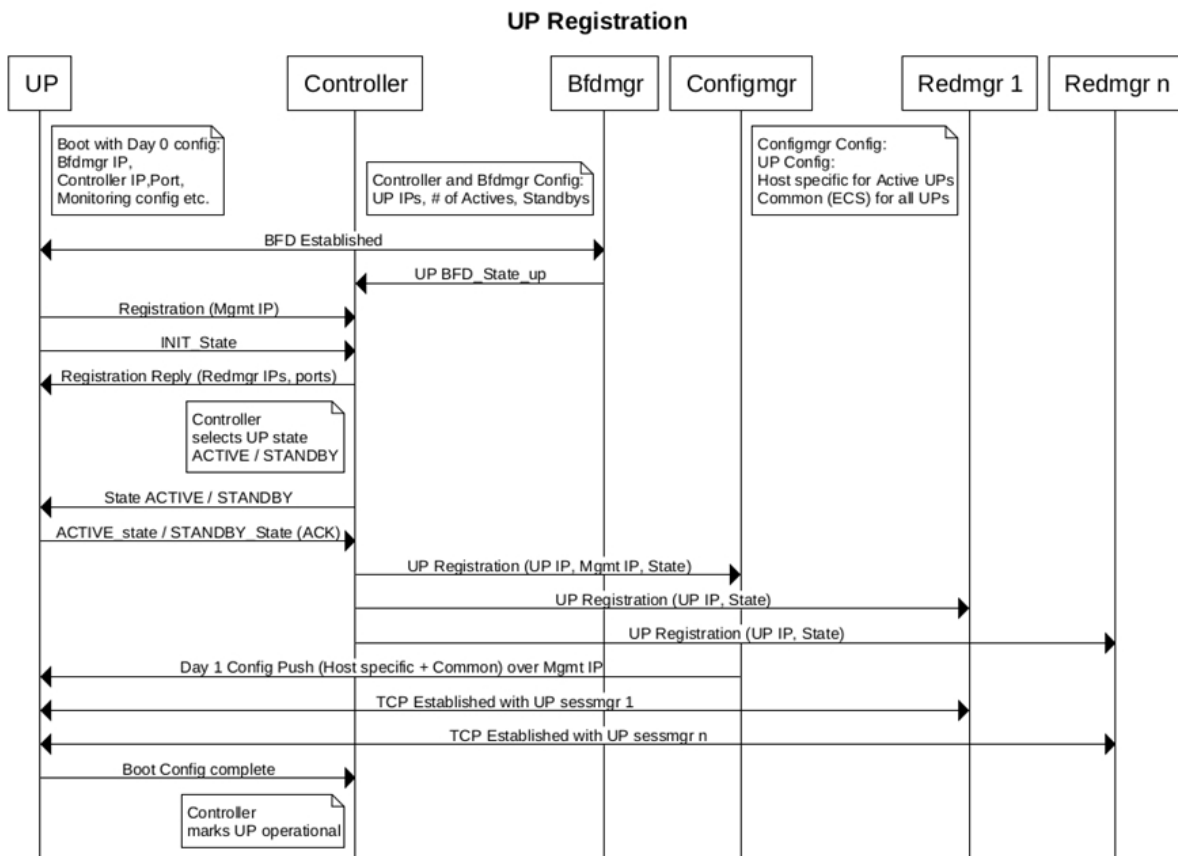 UP Registration
UP
Controller
Bfdmgr
Configmgr
Redmgr 1
Redmgr n
Boot with Day 0 config:
Bfdmgr IP,
Controller IP,Port,
Monitoring config etc.
Controller and Bfdmgr Config:
UP IPs, # of Actives, Standbys
Configmgr Config:
UP Config:
Host specific for Active UPs
Common (ECS) for all UPs
BFD Established
UP BFD_State_up
Registration (Mgmt IP)
INIT_State
Registration Reply (Redmgr IPs, ports)
Controller
selects UP state
ACTIVE / STANDBY
State ACTIVE / STANDBY
ACTIVE_state / STANDBY_State (ACK)
UP Registration (UP IP, Mgmt IP, State)
UP Registration (UP IP, State)
UP Registration (UP IP, State)
Day 1 Config Push (Host specific + Common) over Mgmt IP
TCP Established with UP sessmgr 1
TCP Established with UP sessmgr n
Boot Config complete
Controller
marks UP operational